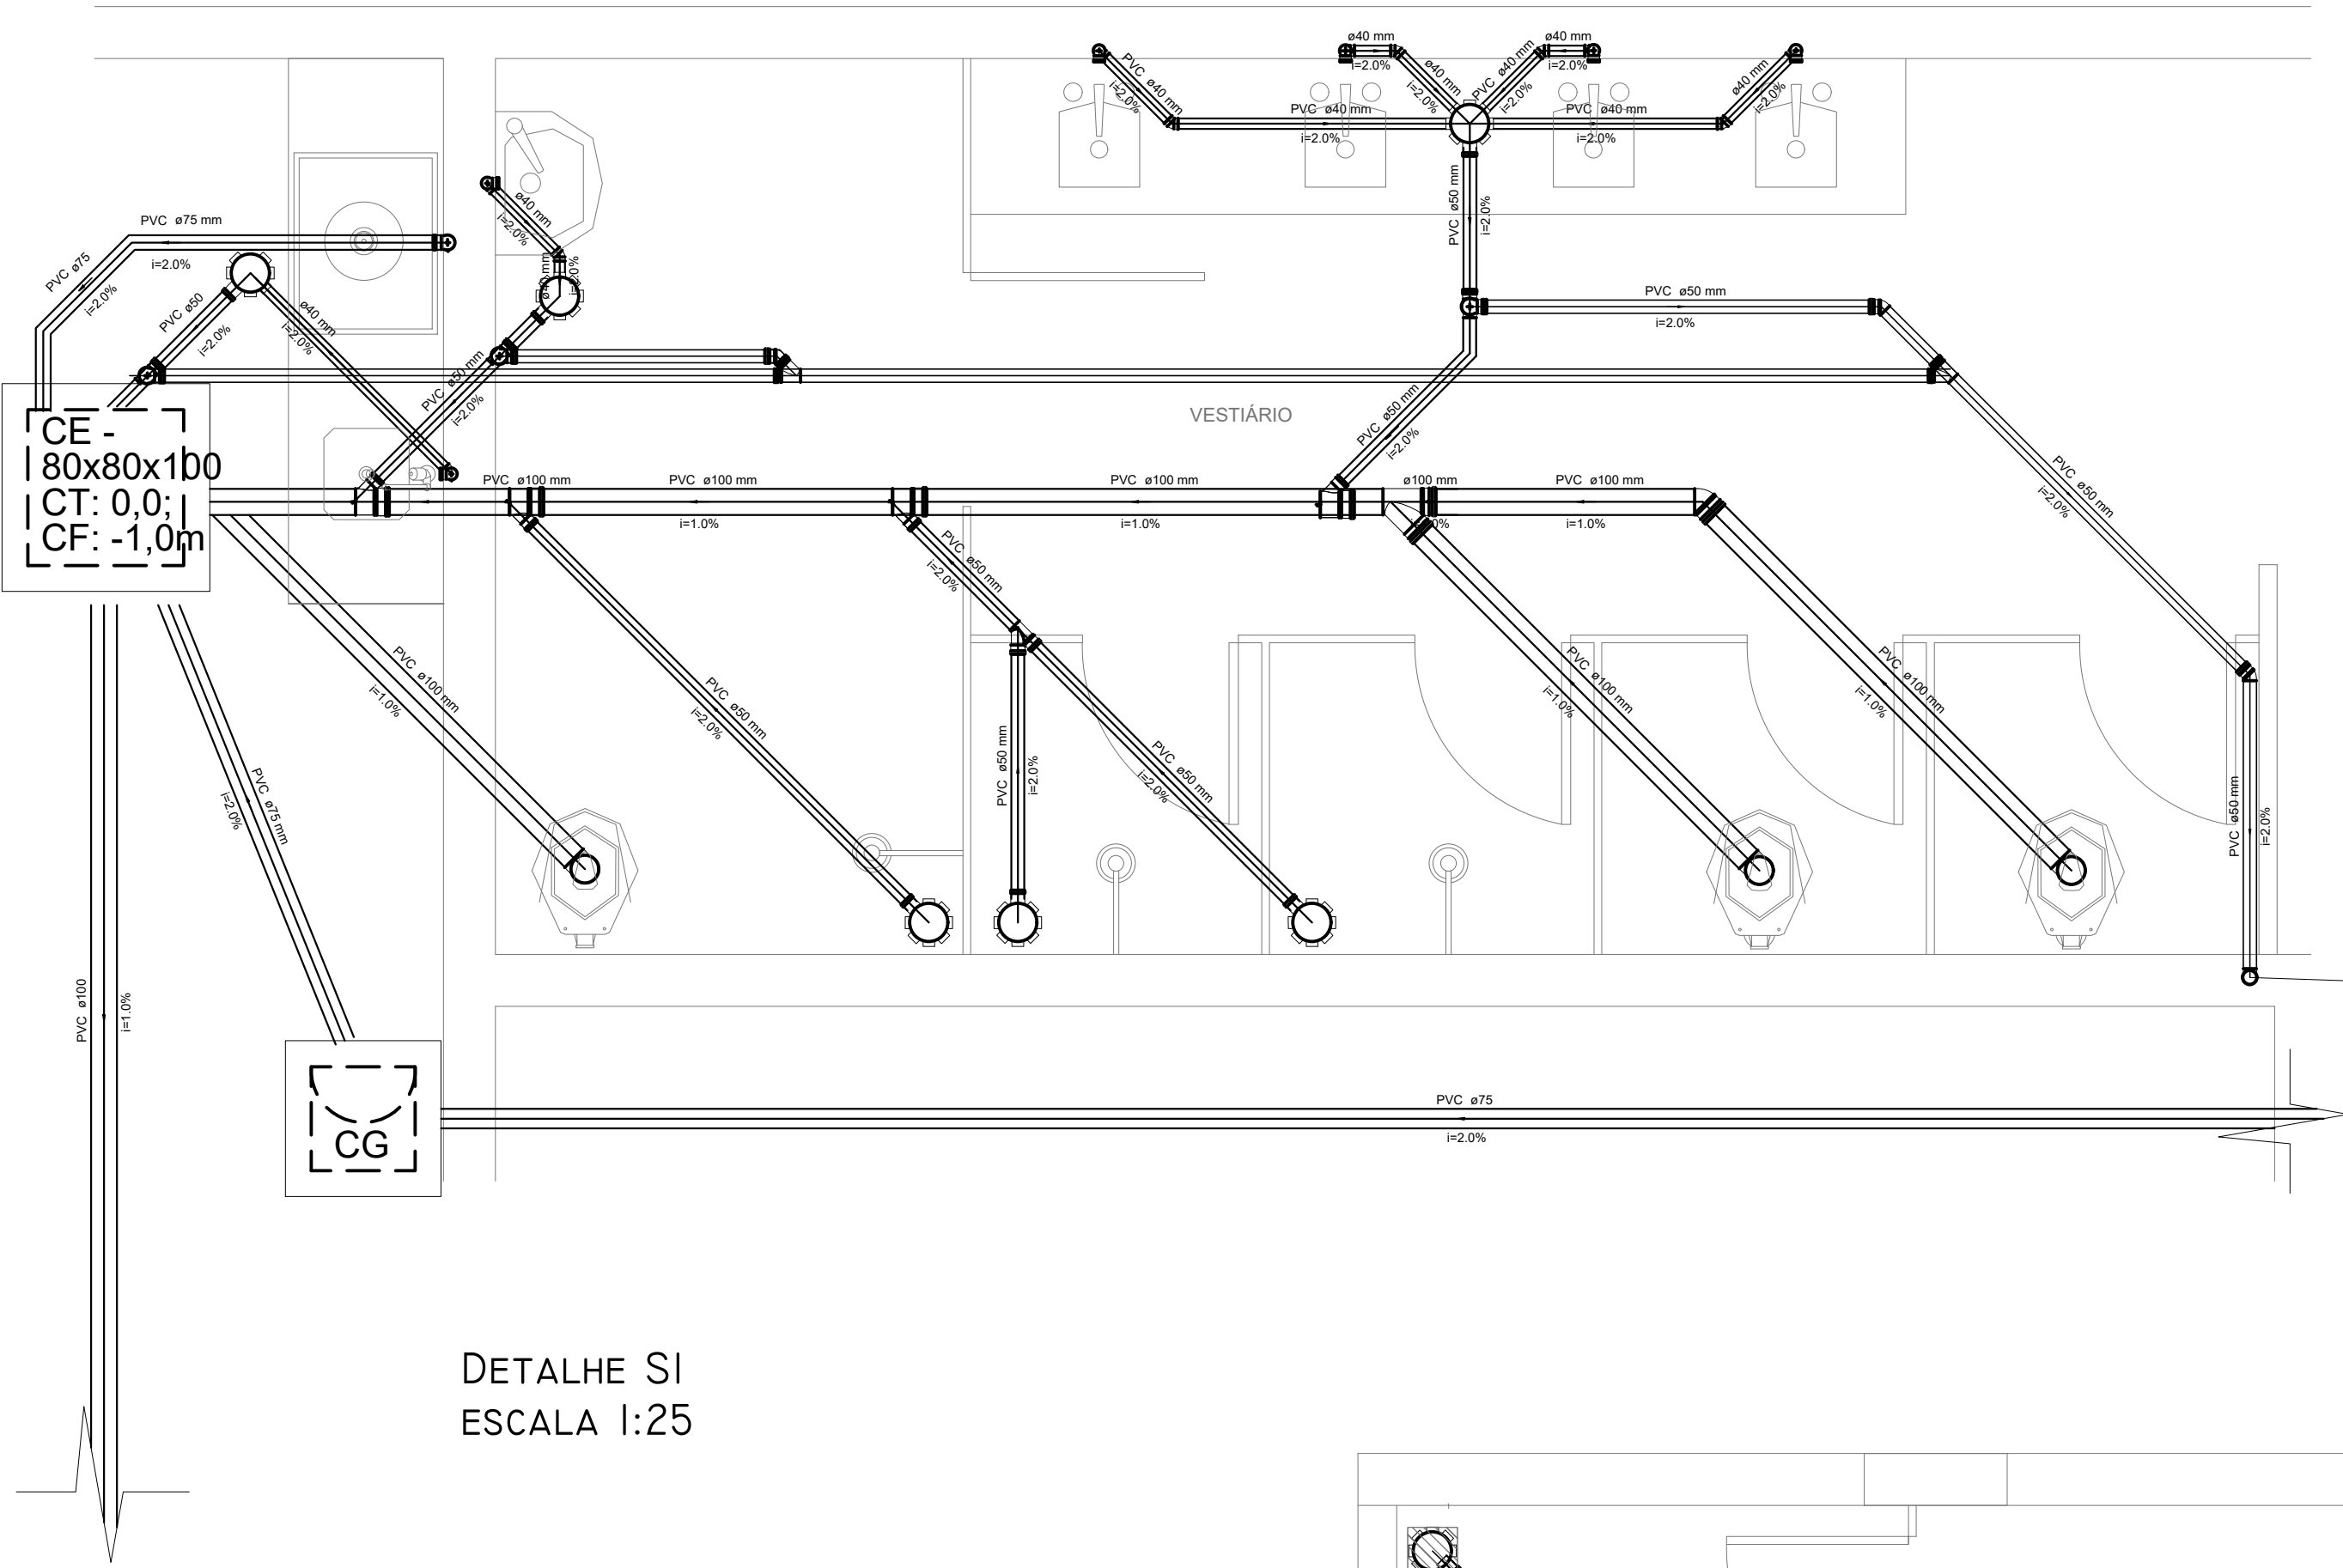 ø40 mm
i=2.0%
ø40 mm
i=2.0%
PVC ø40 mm
i=2.0%
ø40 mm
i=2.0%
PVC ø40 mm
i=2.0%
ø40 mm
i=2.0%
PVC ø40 mm
i=2.0%
PVC ø40 mm
i=2.0%
PVC ø50 mm
i=2.0%
PVC ø75 mm
i=2.0%
PVC ø75
i=2.0%
PVC ø50
i=2.0%
ø40 mm
i=2.0%
ø40 mm
i=2.0%
ø40 mm
i=2.0%
PVC ø50 mm
i=2.0%
PVC ø50 mm
i=2.0%
VESTIÁRIO
PVC ø50 mm
i=2.0%
CE -
80x80x100
CT: 0,0;
CF: -1,0m
PVC ø100 mm
PVC ø100 mm
i=1.0%
PVC ø100 mm
i=1.0%
ø100 mm
PVC ø100 mm
i=1.0%
PVC ø50 mm
i=2.0%
PVC ø50 mm
i=2.0%
PVC ø100 mm
i=1.0%
PVC ø50 mm
i=2.0%
PVC ø50 mm
i=2.0%
PVC ø50 mm
i=2.0%
PVC ø100 mm
i=1.0%
PVC ø100 mm
i=1.0%
PVC ø50 mm
i=2.0%
PVC ø75 mm
i=2.0%
PVC ø100
i=1.0%
CG
PVC ø75
i=2.0%
DETALHE S1
ESCALA 1:25